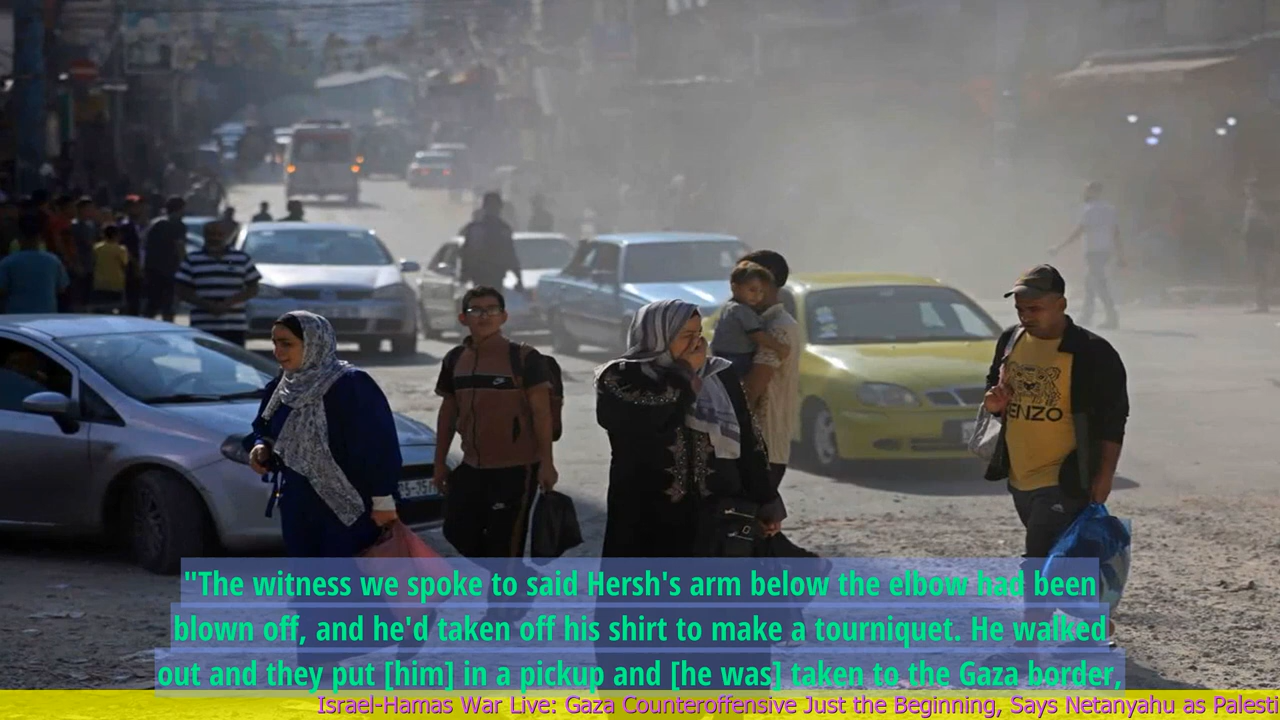 ENZO
"The witness we spoke to said Hersh's arm below the elbow had been
blown off, and he'd taken off his shirt to make a tourniquet. He walked
out and they put [him] in a pickup and [he was] taken to the Gaza border,
Israel-Hamas War Live: Gaza Counteroffensive Just the Beginning, Says Netanyahu as Palesti